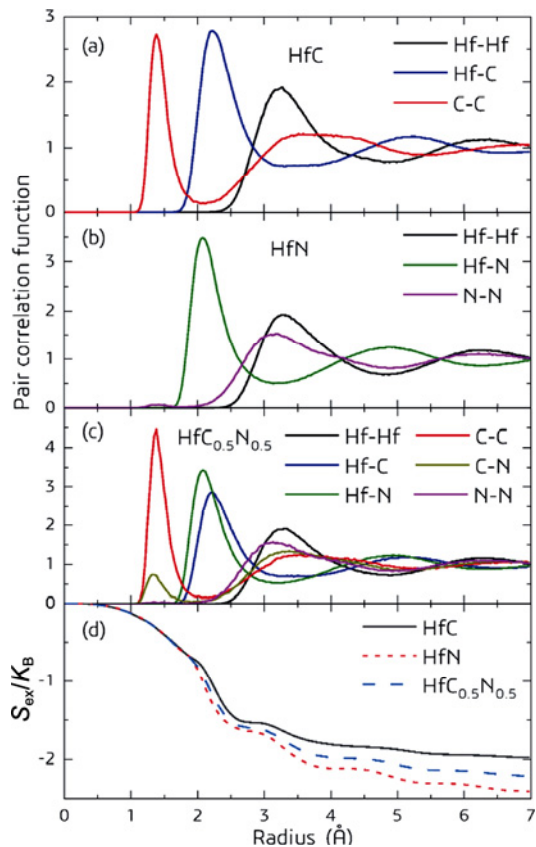 Pair correlation function
(a) HfC
Hf-Hf
Hf-C
C-C
3
2
1
0
(b) HfN
Hf-Hf
Hf-N
N-N
3
2
1
0
(c) HfC₀.₅N₀.₅
Hf-Hf C-C
Hf-C C-N
Hf-N N-N
4
3
2
1
0
(d)
HfC
HfN
HfC₀.₅N₀.₅
Sex/KB
-1
-2
0 1 2 3 4 5 6 7
Radius (Å)